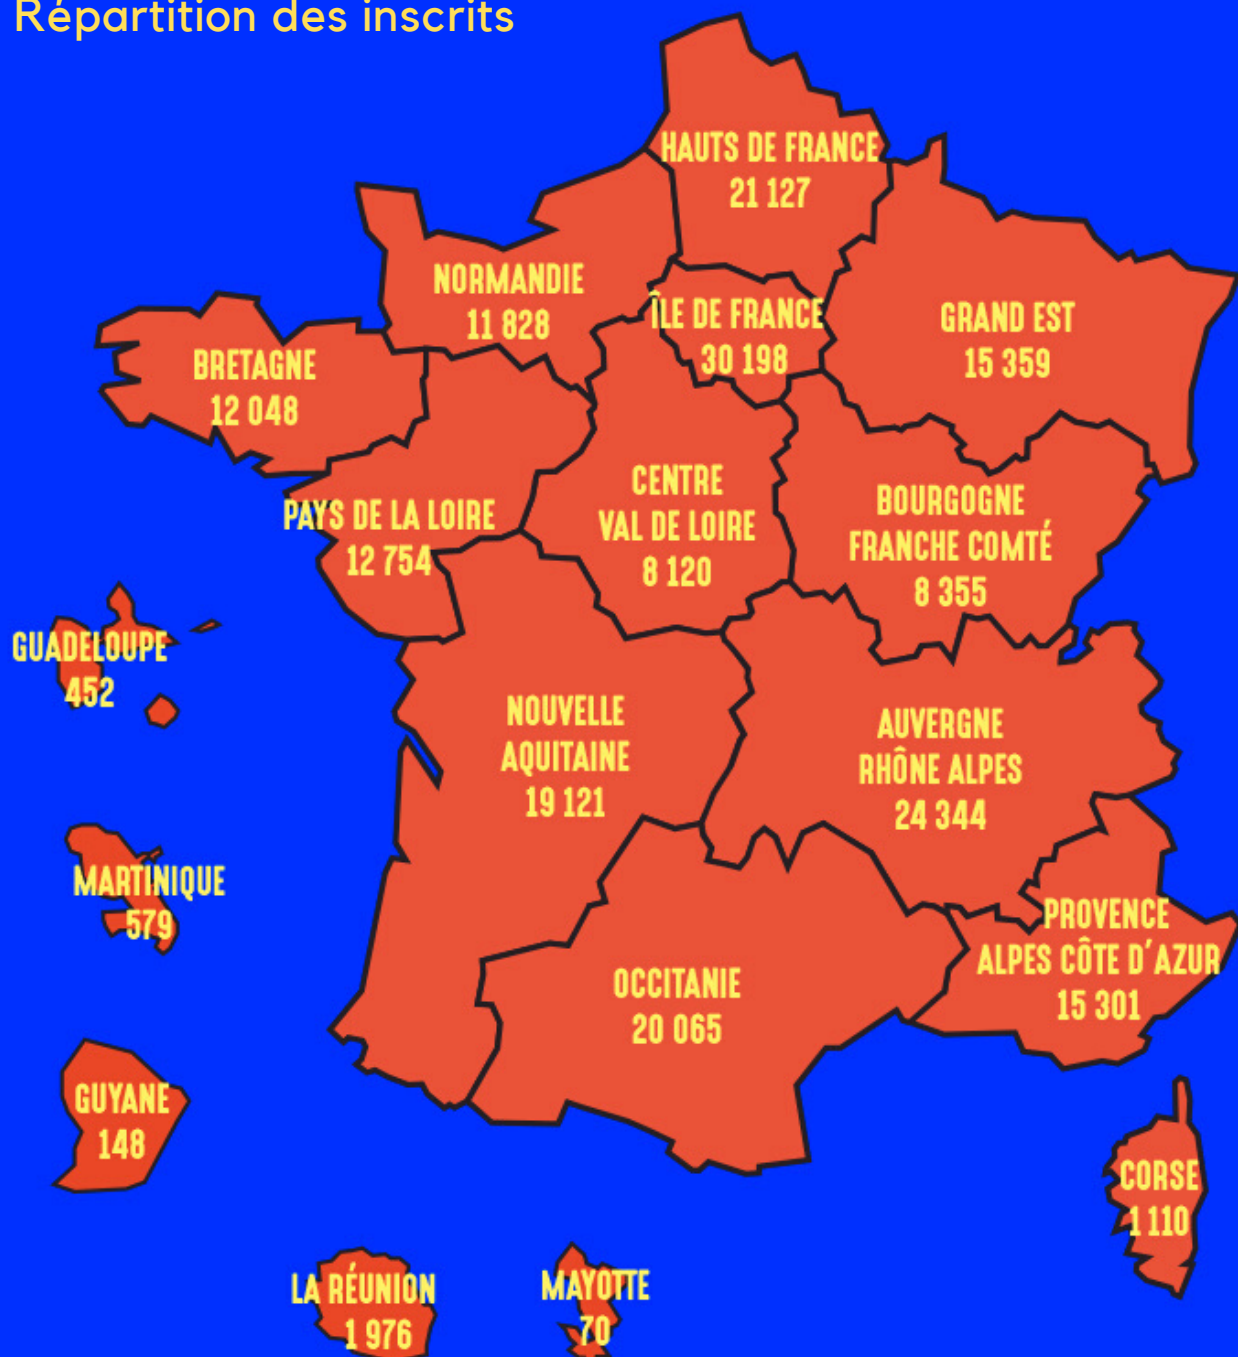 Répartition des inscrits
HAUTS DE FRANCE
21 127
NORMANDIE
11 828
ÎLE DE FRANCE
30 198
GRAND EST
15 359
BRETAGNE
12 048
PAYS DE LA LOIRE
12 754
CENTRE
VAL DE LOIRE
8 120
BOURGOGNE
FRANCHE COMTÉ
8 355
GUADELOUPE
452
NOUVELLE
AQUITAINE
19 121
AUVERGNE
RHÔNE ALPES
24 344
MARTINIQUE
579
PROVENCE
ALPES CÔTE D'AZUR
15 301
OCCITANIE
20 065
GUYANE
148
CORSE
1 110
LA RÉUNION
1 976
MAYOTTE
70